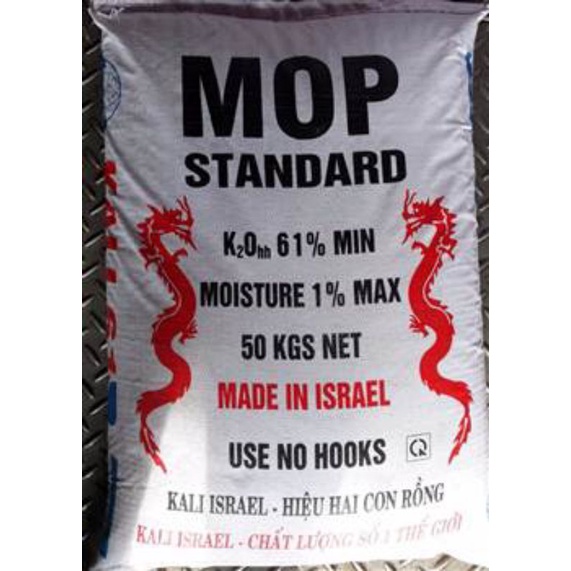 MOP
STANDARD
K₂Ohh 61% MIN
MOISTURE 1% MAX
50 KGS NET
MADE IN ISRAEL
USE NO HOOKS
KALI ISRAEL - HIỆU HAI CON RỒNG
KALI ISRAEL - CHẤT LƯỢNG SỐ 1 THẾ GIỚI